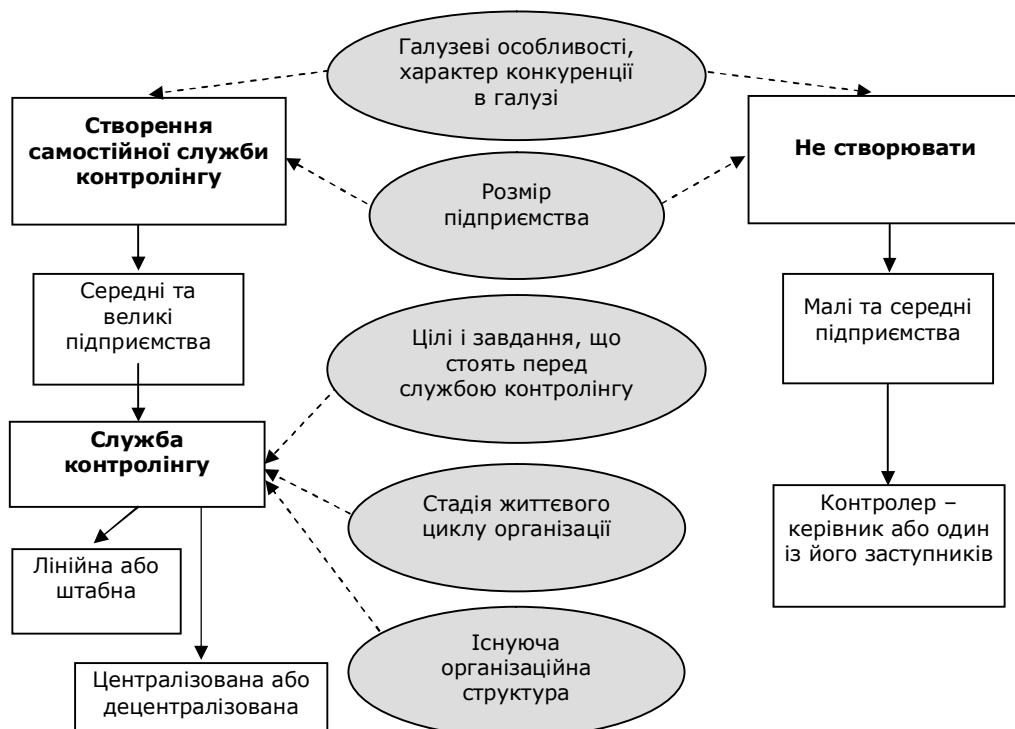 Галузеві особливості,
характер конкуренції
в галузі
Створення
самостійної служби
контролінгу
Не створювати
Розмір
підприємства
Середні та
великі
підприємства
Цілі і завдання, що
стоять перед
службою контролінгу
Малі та середні
підприємства
Служба
контролінгу
Стадія життєвого
циклу організації
Контролер –
керівник або один
із його заступників
Лінійна або
штабна
Існуюча
організаційна
структура
Централізована або
децентралізована